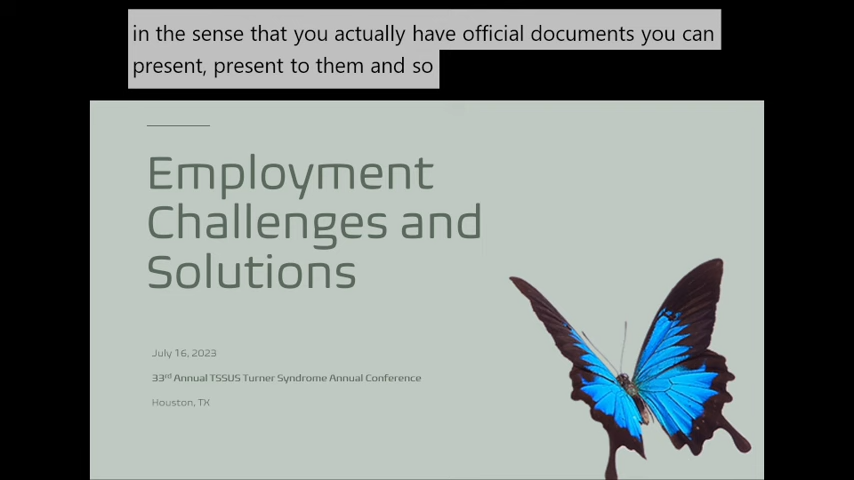 in the sense that you actually have official documents you can
present, present to them and so
Employment
Challenges and
Solutions
July 16, 2023
33rd Annual TSSUS Turner Syndrome Annual Conference
Houston, TX